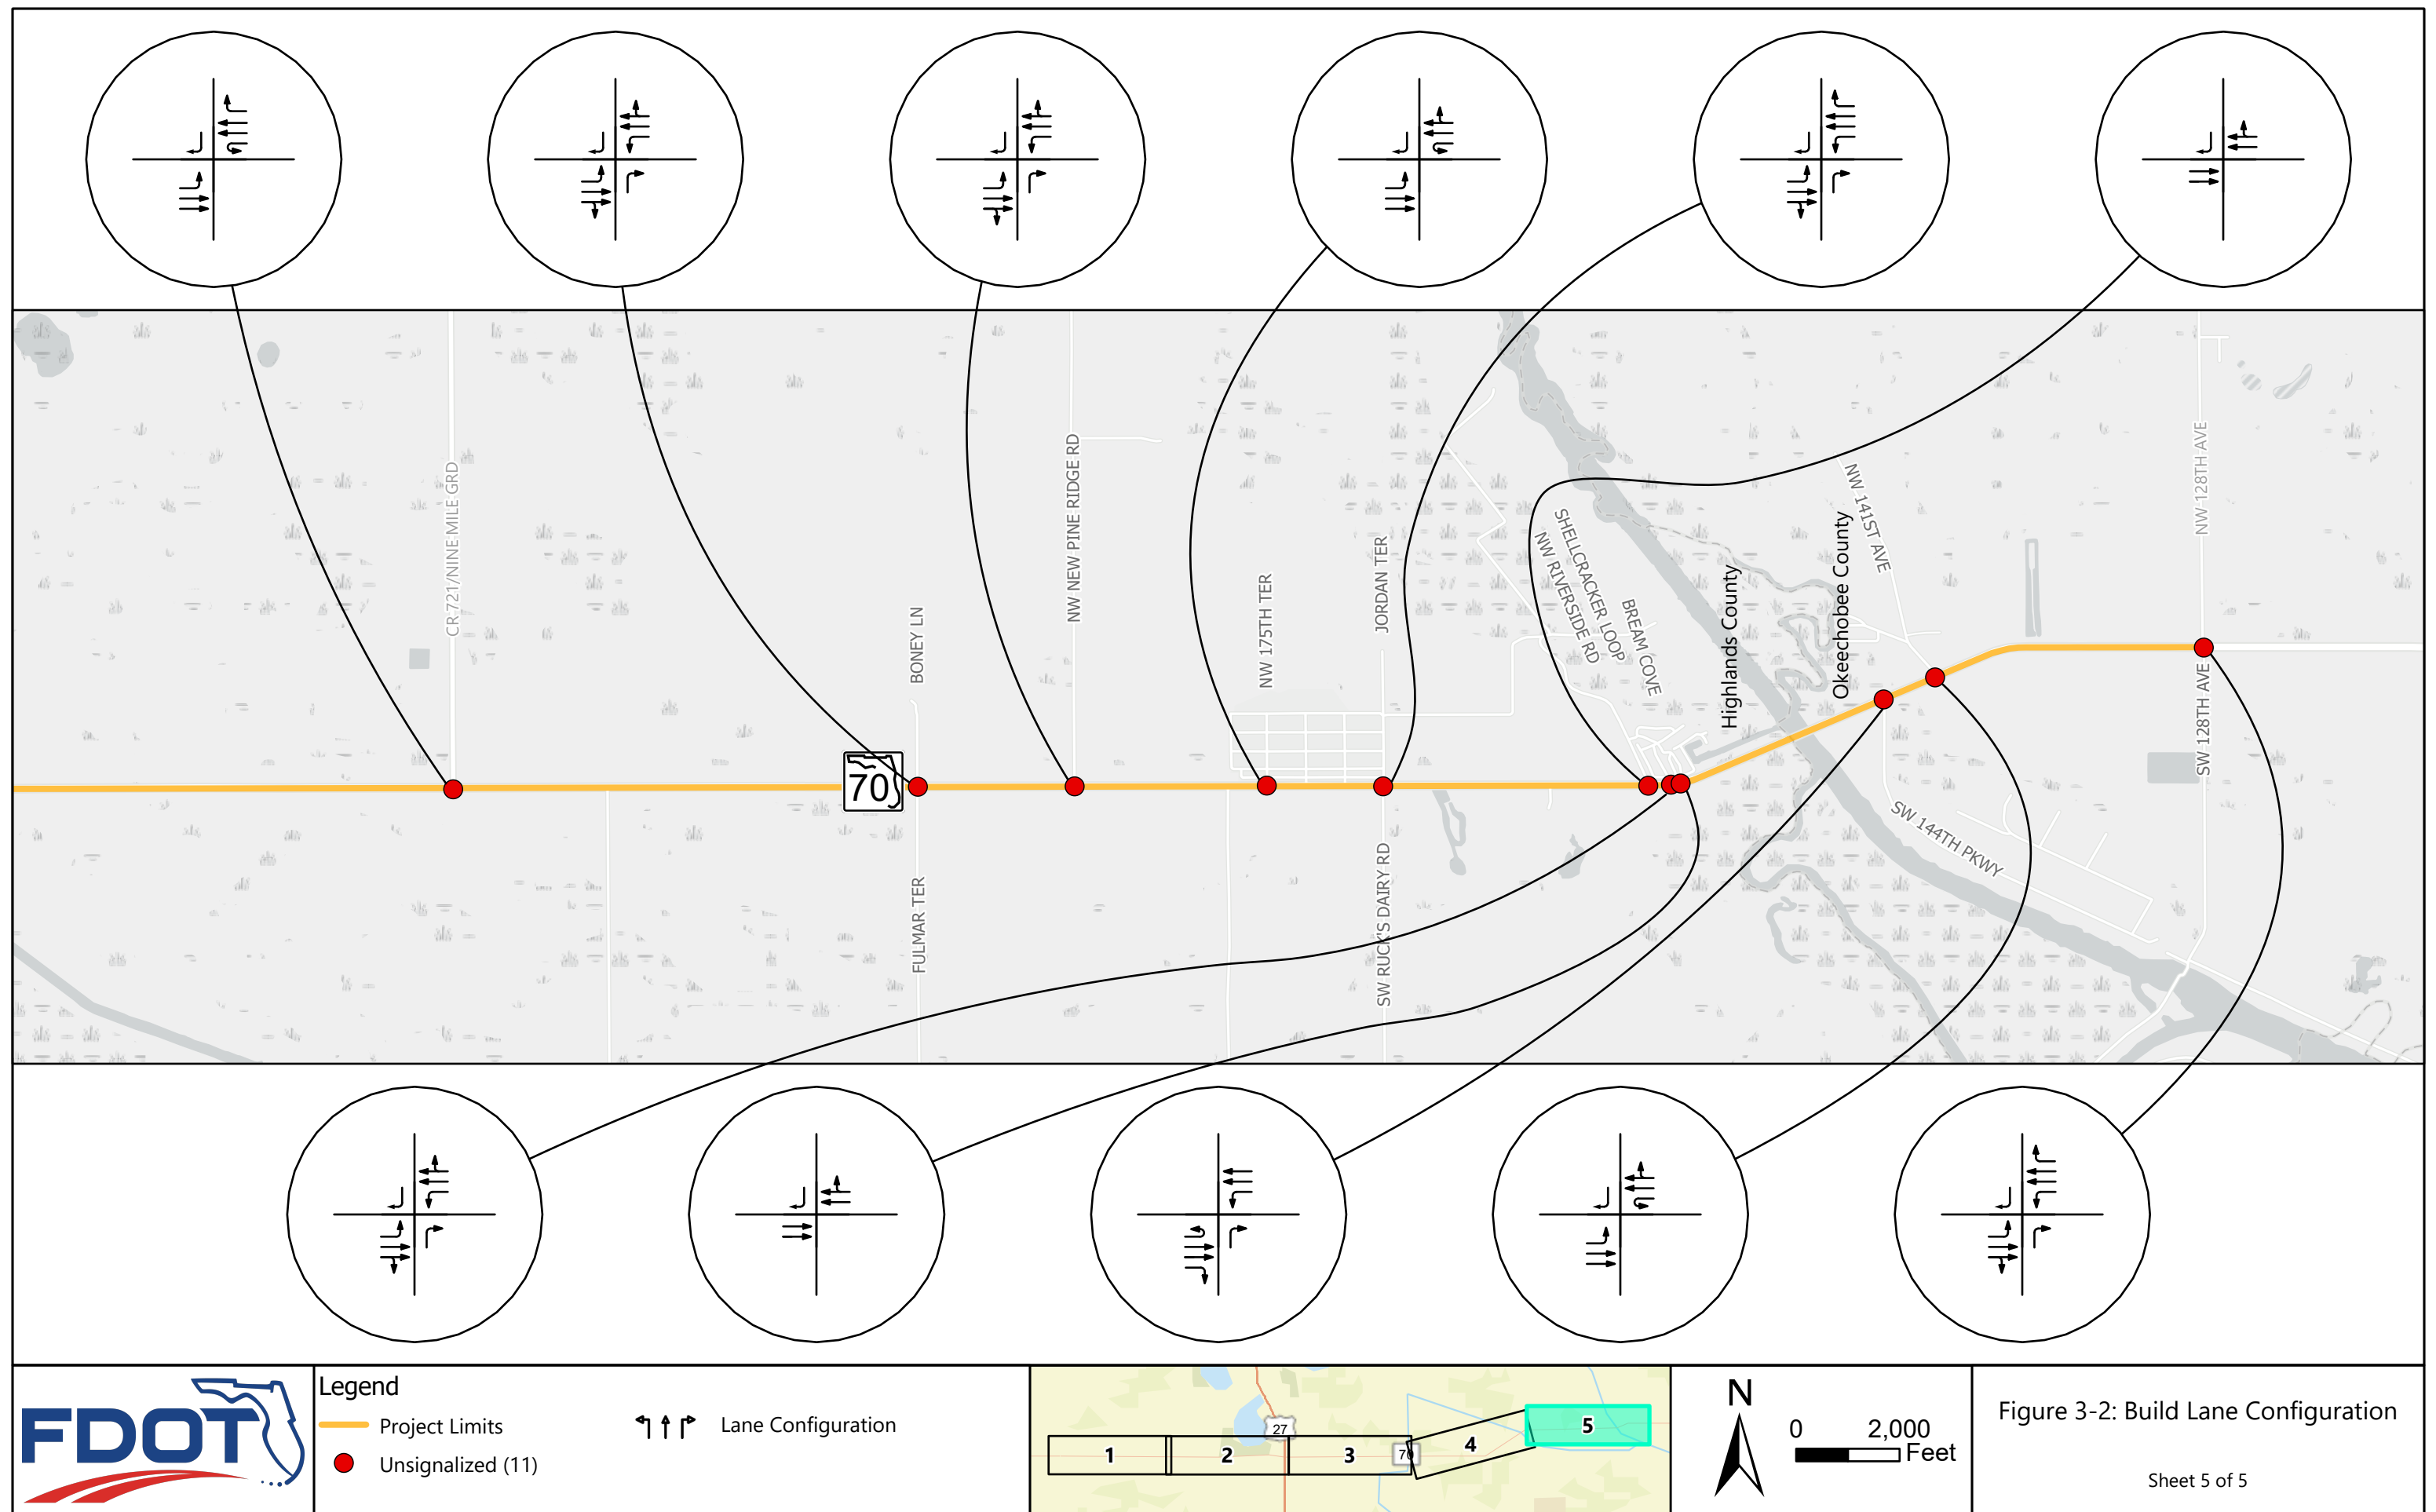 CR 721/NINE MILE GRD
BONEY LN
FULMAR TER
70
NW NEW PINE RIDGE RD
NW 175TH TER
JORDAN TER
SW RUCK'S DAIRY RD
NW RIVERSIDE RD
SHELLCRACKER LOOP
BREAM COVE
Highlands County
Okeechobee County
NW 141ST AVE
SW 144TH PKWY
NW 128TH AVE
SW 128TH AVE
FDOT
Legend
Project Limits
Unsignalized (11)
Lane Configuration
1
2
27
3
70
4
5
N
0 2,000
Feet
Figure 3-2: Build Lane Configuration
Sheet 5 of 5